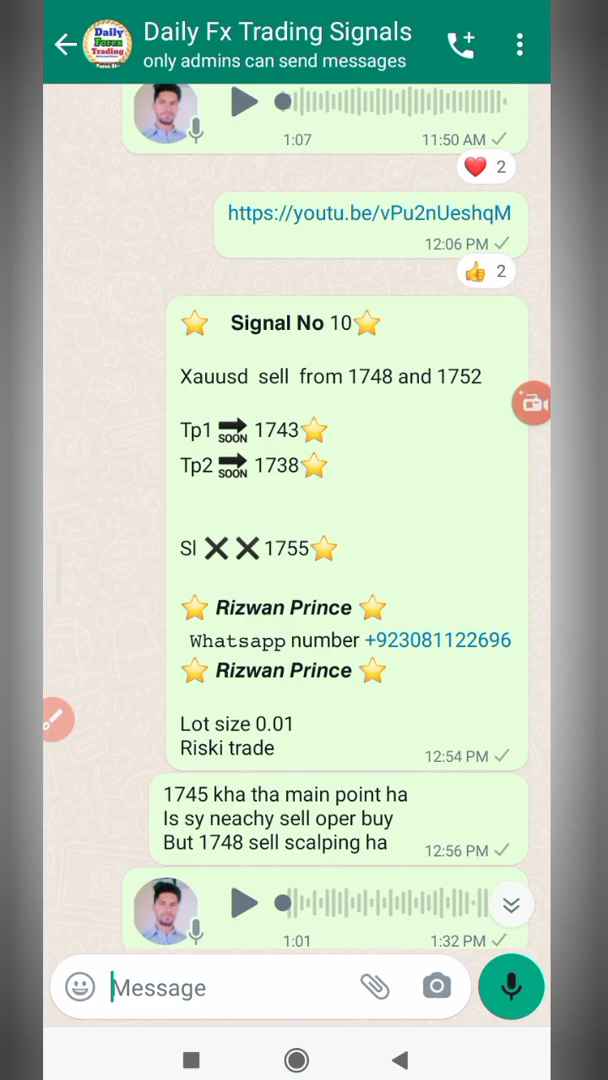 Daily Fx Trading Signals
only admins can send messages
Daily
Forex
Trading
1:07
11:50 AM
2
https://youtu.be/vPu2nUeshqM
12:06 PM
2
Signal No 10
Xauusd sell from 1748 and 1752
Tp1 SOON 1743
Tp2 SOON 1738
Sl ❌❌1755
Rizwan Prince
Whatsapp number +923081122696
Rizwan Prince
Lot size 0.01
Riski trade
12:54 PM
1745 kha tha main point ha
Is sy neachy sell oper buy
But 1748 sell scalping ha
12:56 PM
1:01
1:32 PM
Message